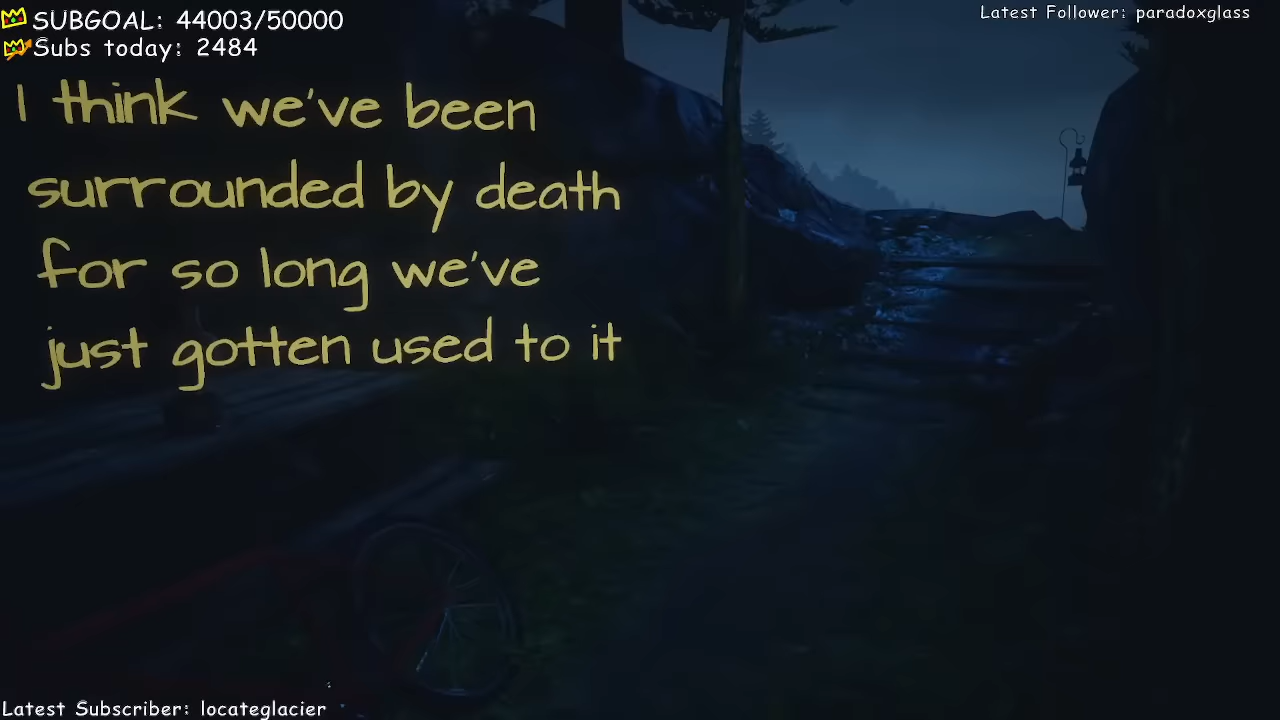 SUBGOAL: 44003/50000
Subs today: 2484
Latest Follower: paradoxglass
I think we've been
surrounded by death
for so long we've
just gotten used to it
Latest Subscriber: locateglacier